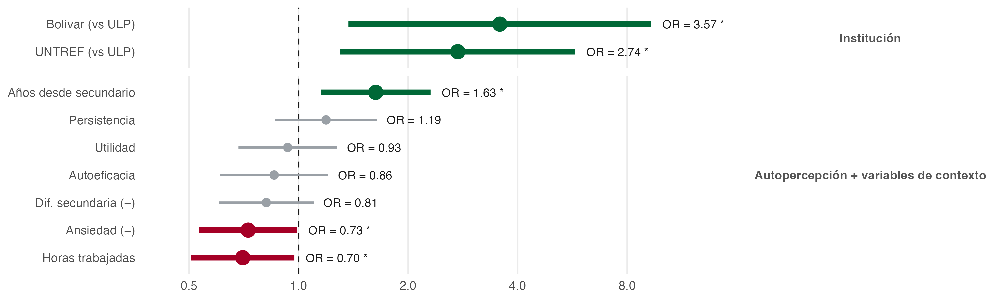 Bolívar (vs ULP) OR = 3.57 *
Institución
UNTREF (vs ULP) OR = 2.74 *
Años desde secundario OR = 1.63 *
Persistencia OR = 1.19
Utilidad OR = 0.93
Autoeficacia OR = 0.86
Autopercepción + variables de contexto
Dif. secundaria (−) OR = 0.81
Ansiedad (−) OR = 0.73 *
Horas trabajadas OR = 0.70 *
0.5 1.0 2.0 4.0 8.0